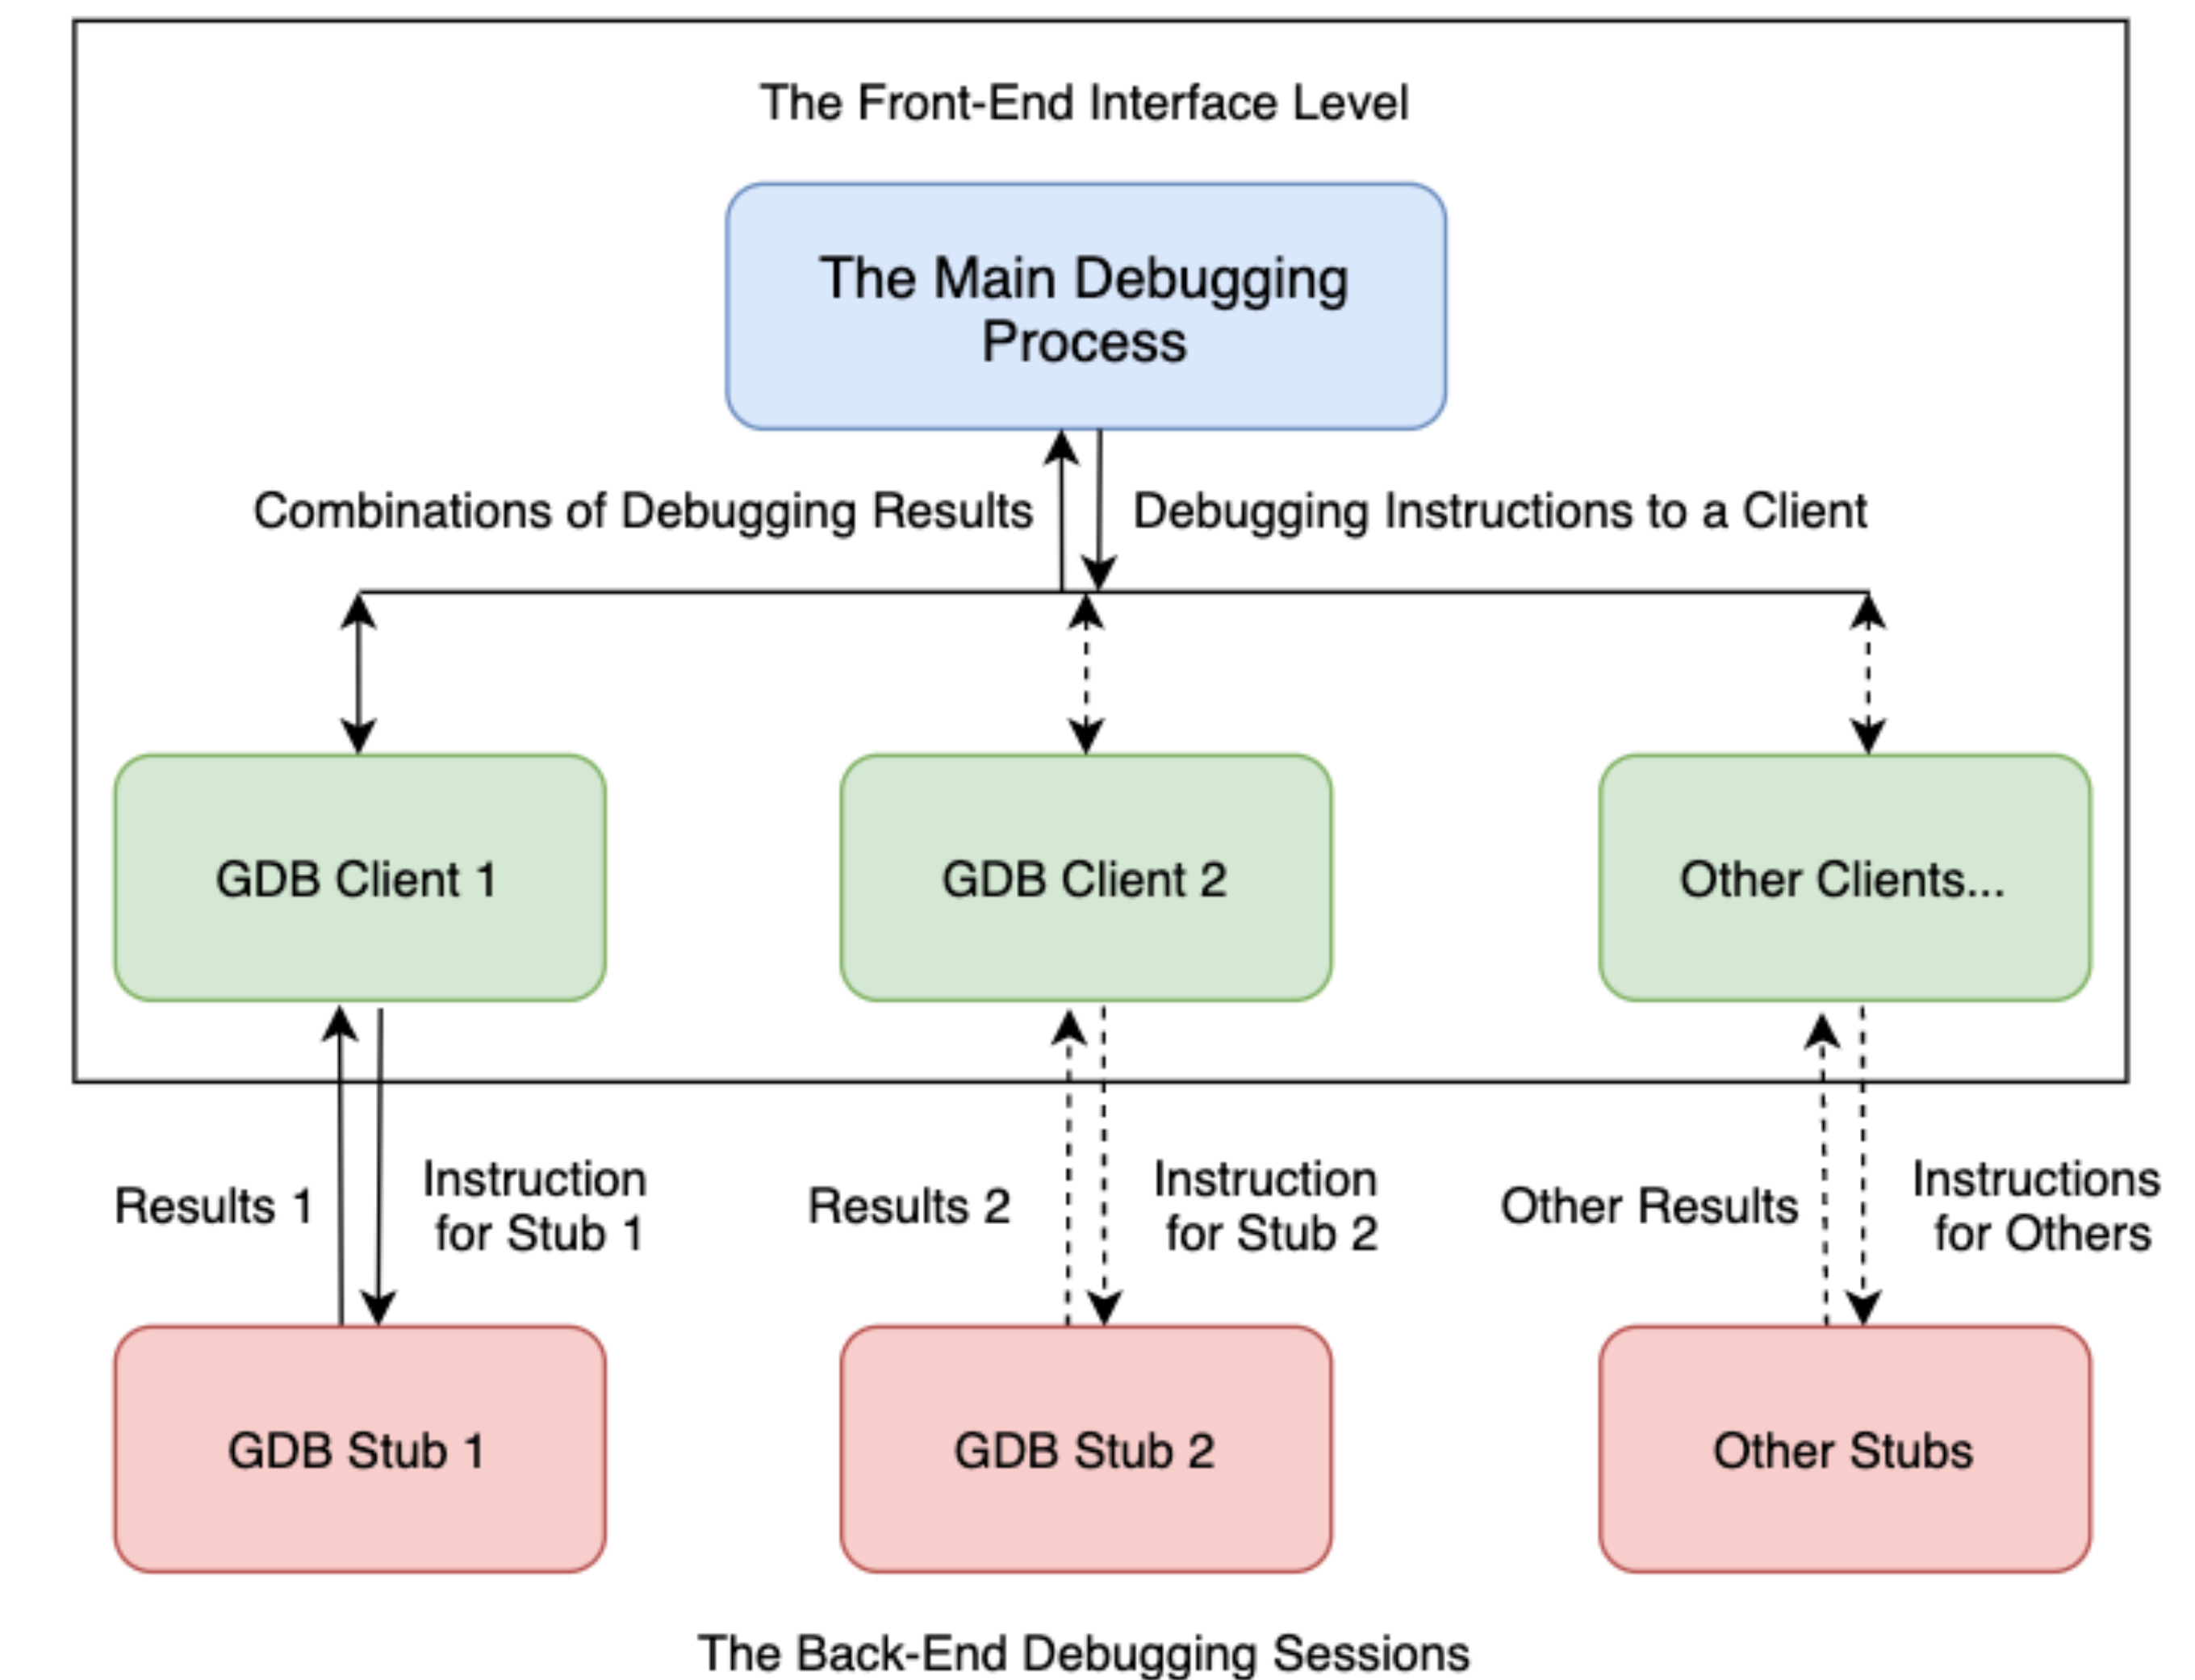 The Front-End Interface Level
The Main Debugging
Process
Combinations of Debugging Results
Debugging Instructions to a Client
GDB Client 1
GDB Client 2
Other Clients...
Results 1
Instruction
for Stub 1
Results 2
Instruction
for Stub 2
Other Results
Instructions
for Others
GDB Stub 1
GDB Stub 2
Other Stubs
The Back-End Debugging Sessions